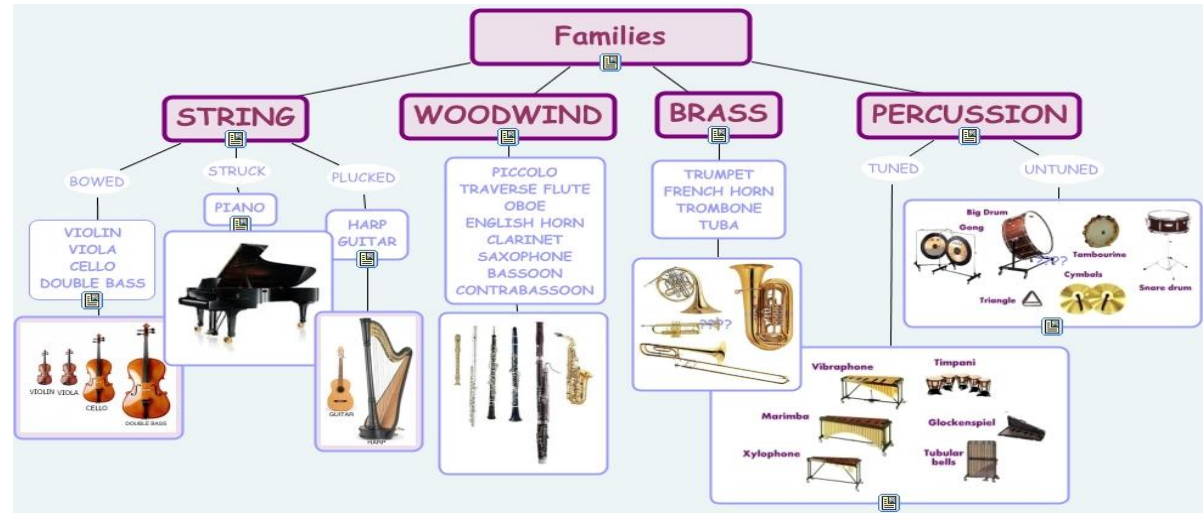 Families
STRING
WOODWIND
BRASS
PERCUSSION
BOWED
STRUCK
PLUCKED
TUNED
UNTUNED
VIOLIN
VIOLA
CELLO
DOUBLE BASS
PIANO
HARP
GUITAR
PICCOLO
TRAVERSE FLUTE
OBOE
ENGLISH HORN
CLARINET
SAXOPHONE
BASSOON
CONTRABASSOON
TRUMPET
FRENCH HORN
TROMBONE
TUBA
Big Drum
Gong
Tambourine
????
Cymbals
Snare drum
Triangle
VIOLIN
VIOLA
CELLO
DOUBLE BASS
GUITAR
HARP
????
Vibraphone
Timpani
Marimba
Glockenspiel
Xylophone
Tubular
bells